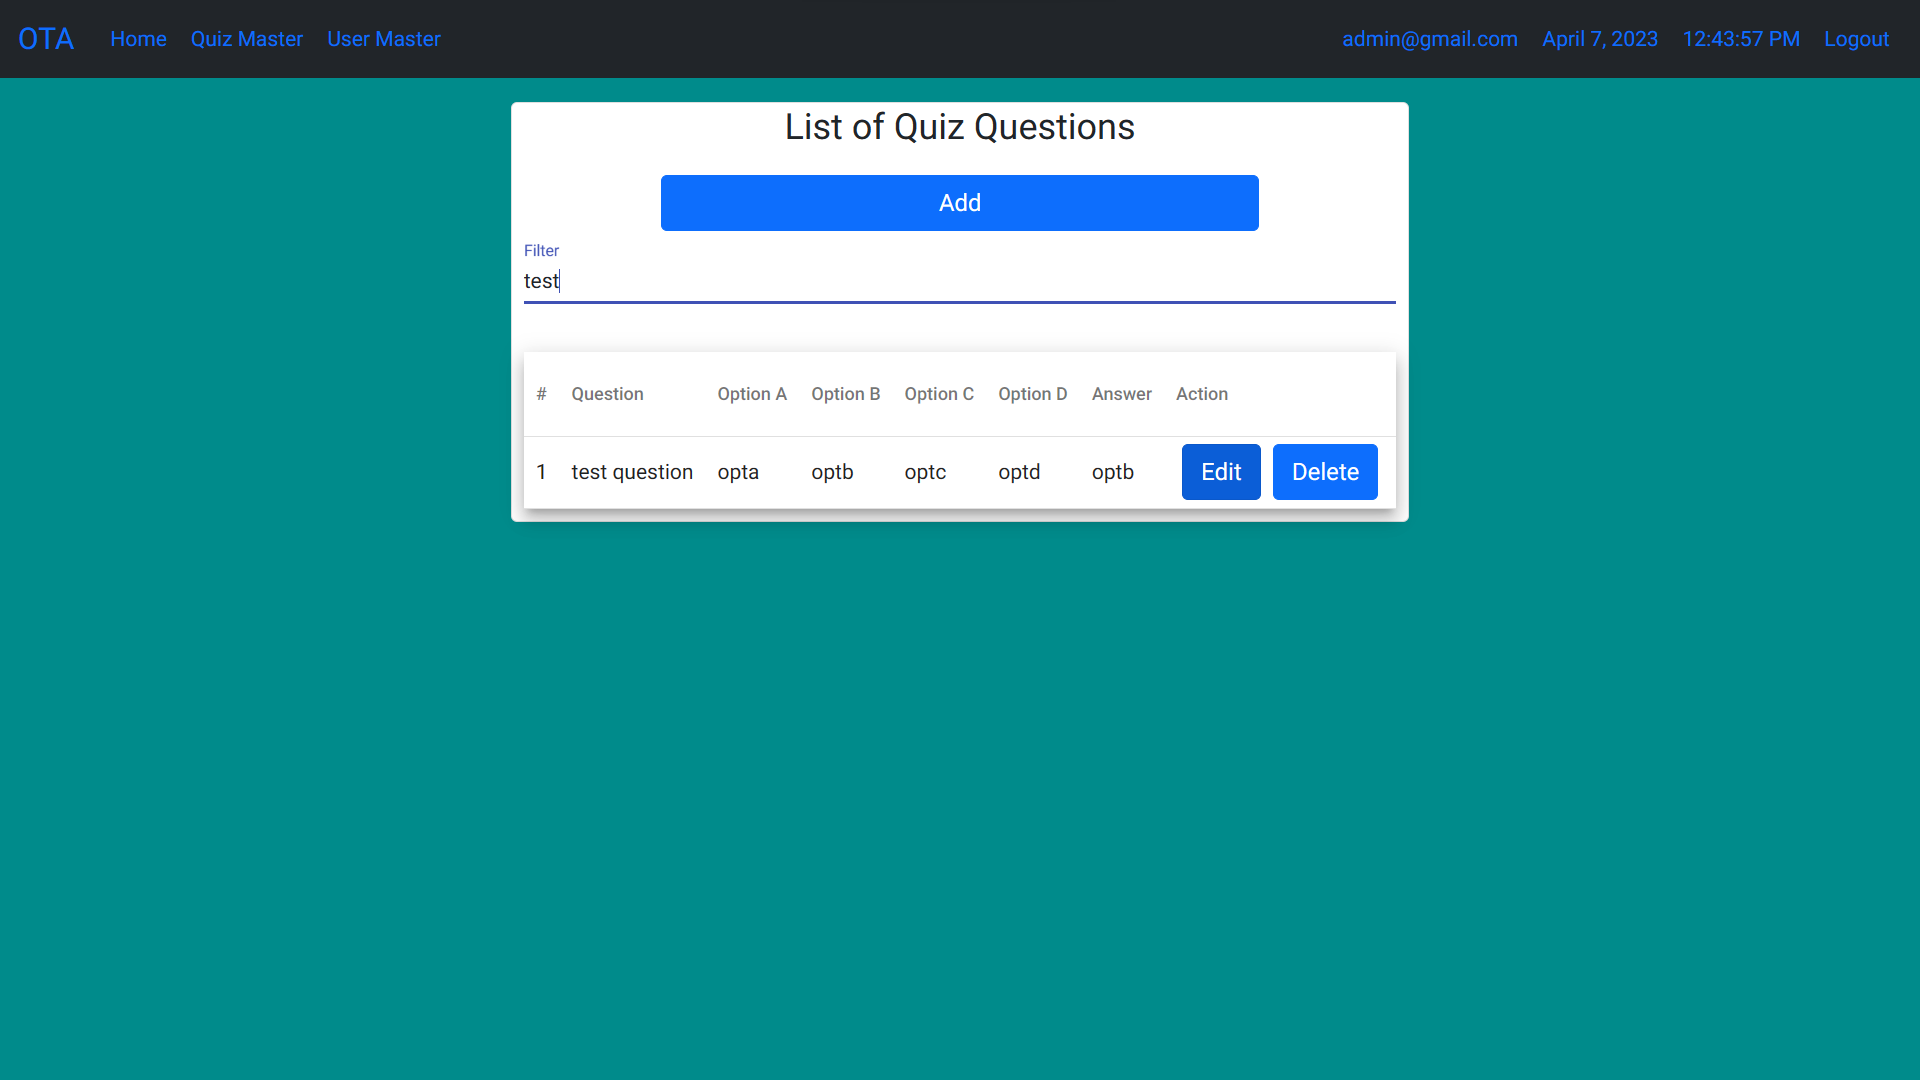 OTA Home Quiz Master User Master admin@gmail.com April 7, 2023 12:43:57 PM Logout
List of Quiz Questions
Add
Filter
test
# Question Option A Option B Option C Option D Answer Action
1 test question opta optb optc optd optb Edit Delete